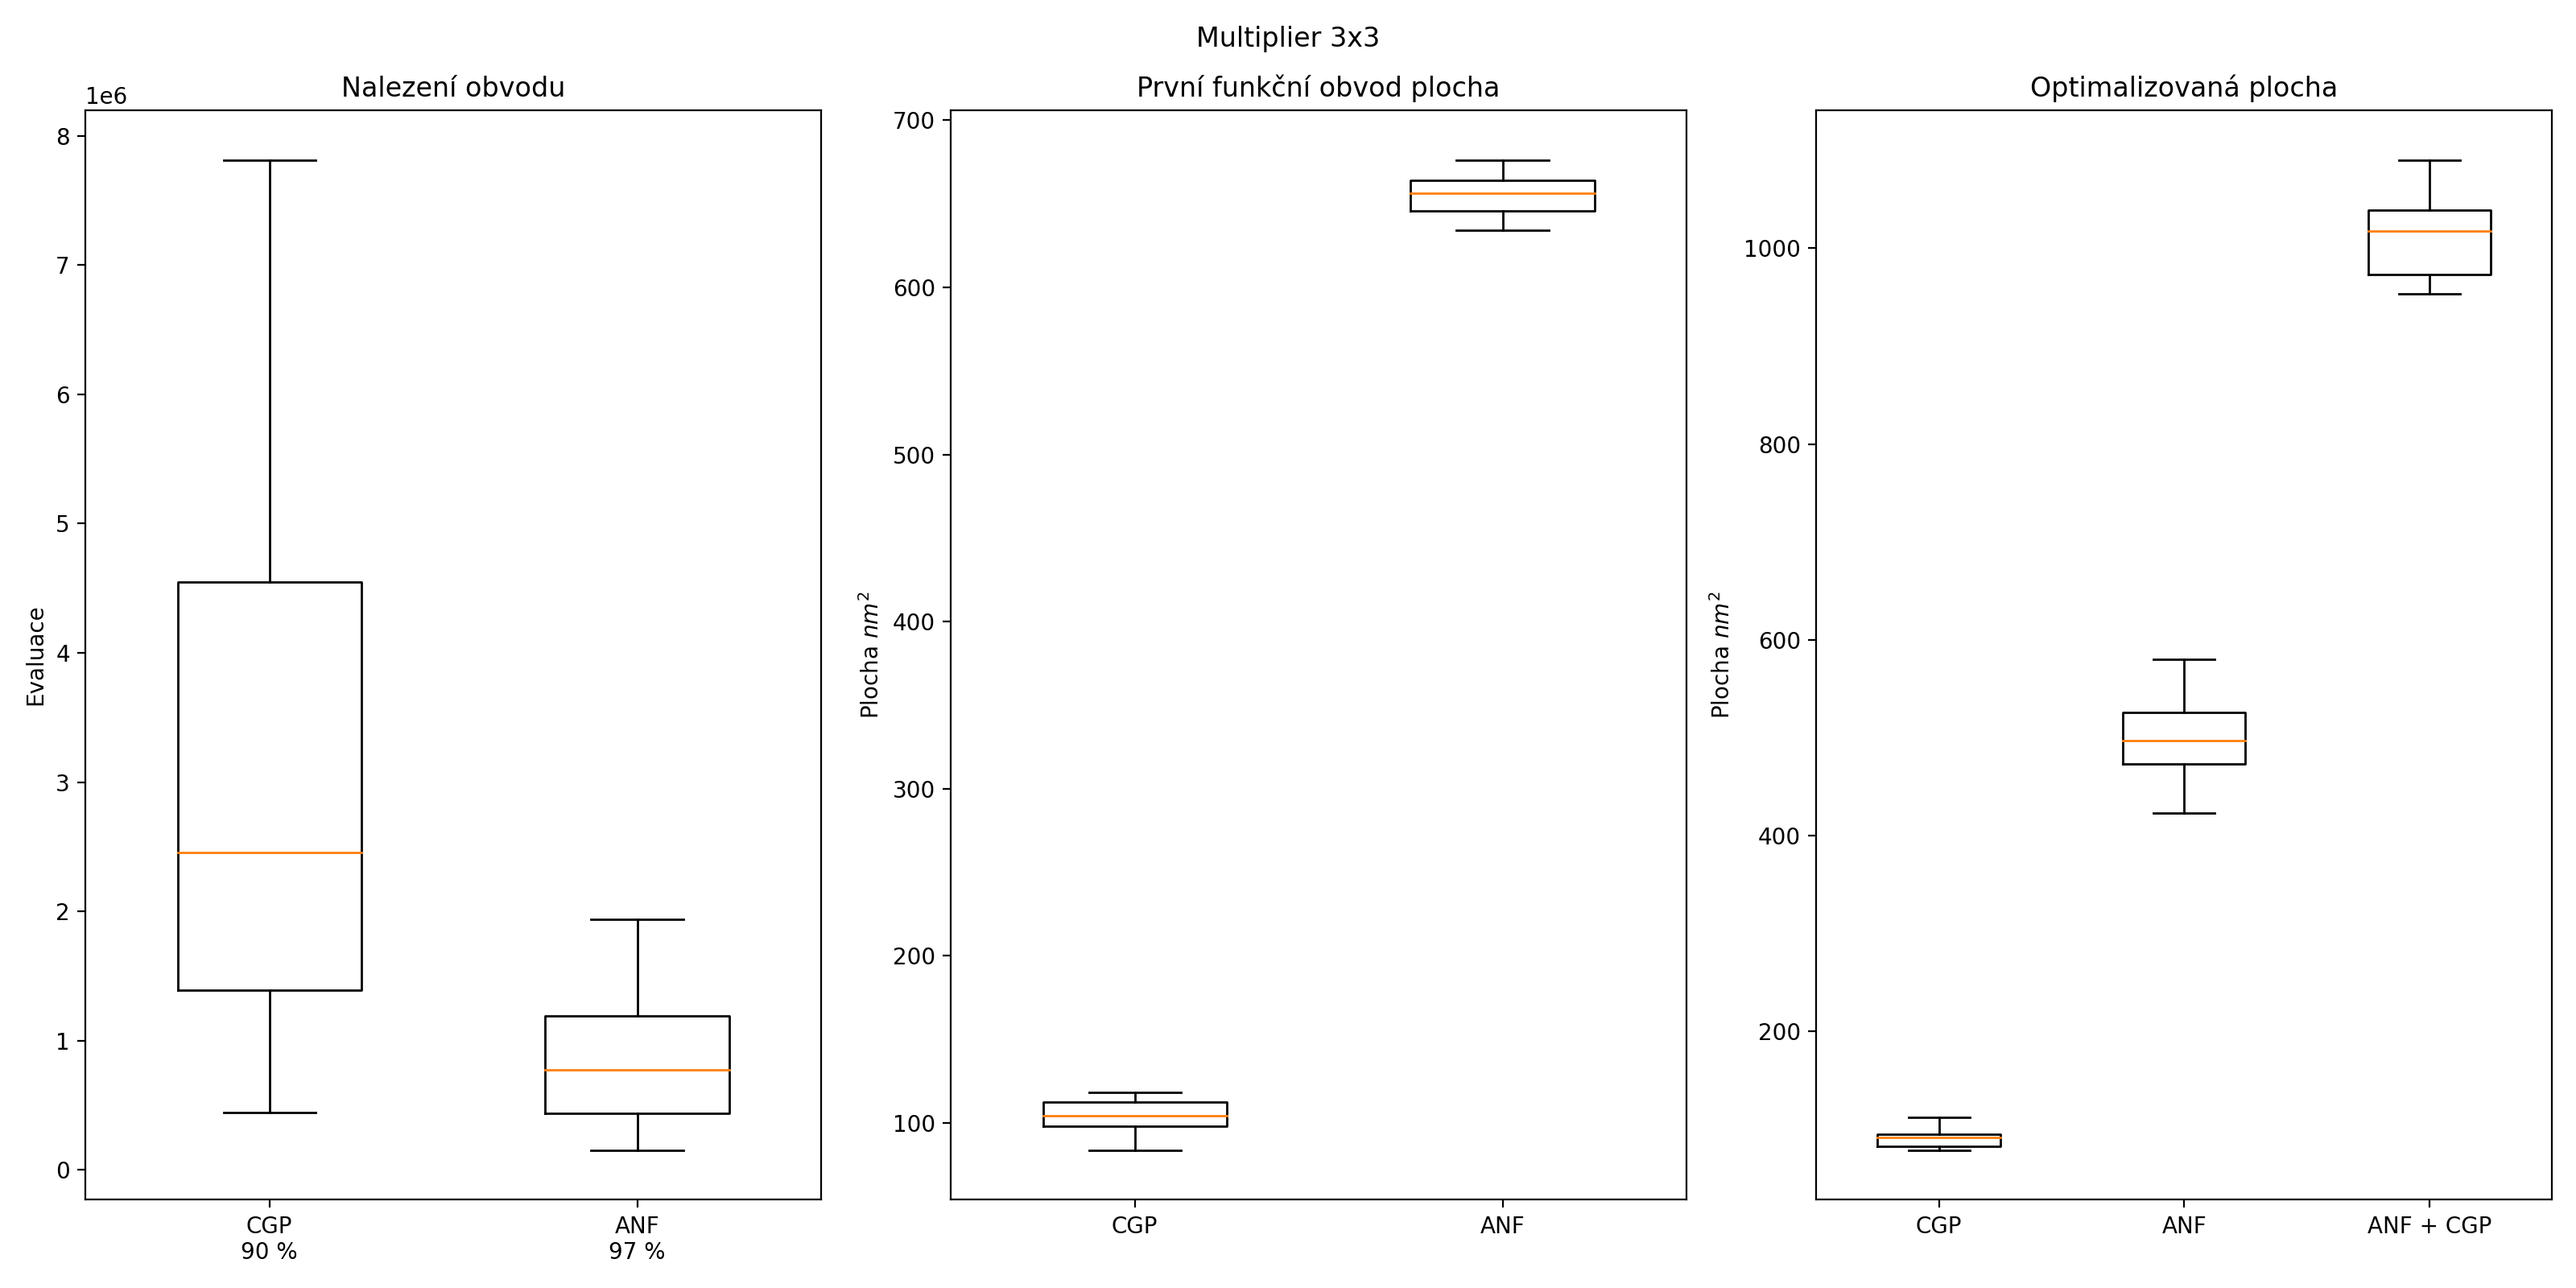 Multiplier 3x3
Nalezení obvodu
1e6
8
7
6
5
4
3
2
1
0
Evaluace
CGP
90 %
ANF
97 %
První funkční obvod plocha
700
600
500
400
300
200
100
Plocha nm²
CGP
ANF
Optimalizovaná plocha
1000
800
600
400
200
Plocha nm²
CGP
ANF
ANF + CGP